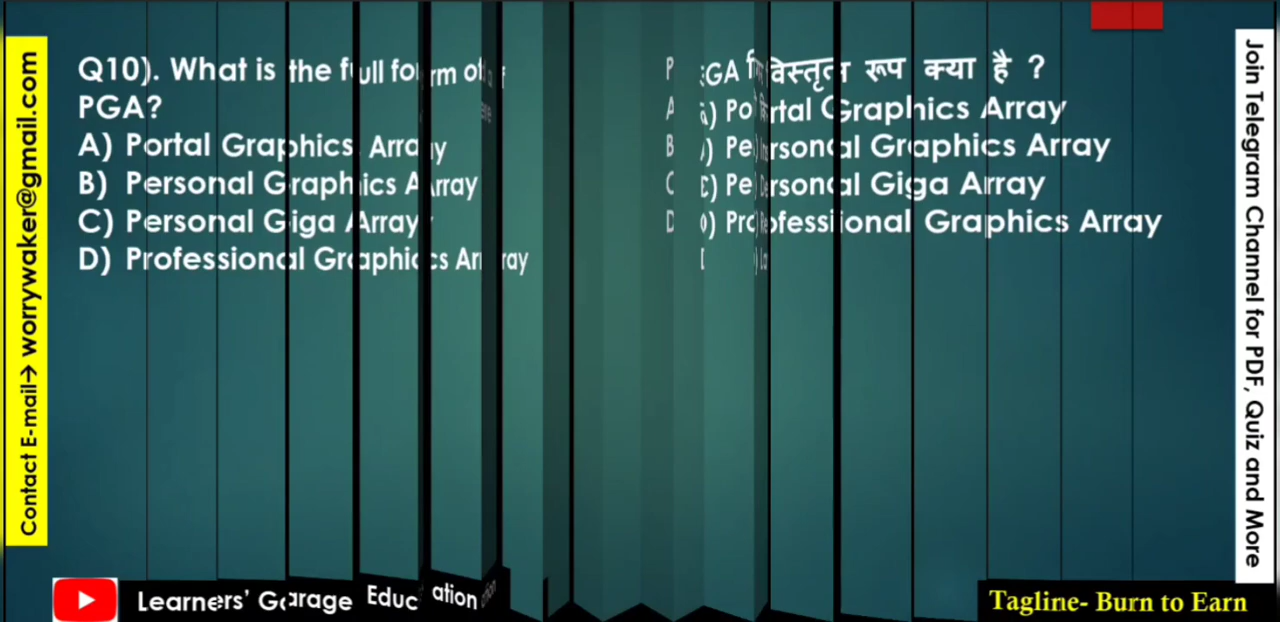 Contact E-mail→ worrywaker@gmail.com
Q10). What is the full form of
PGA?
A) Portal Graphics Array
B) Personal Graphics Array
C) Personal Giga Array
D) Professional Graphics Array
PGA विस्तृत रूप क्या है ?
A) Portal Graphics Array
B) Personal Graphics Array
C) Personal Giga Array
D) Professional Graphics Array
Join Telegram Channel for PDF, Quiz and More
Learners' Garage Education
Tagline- Burn to Earn